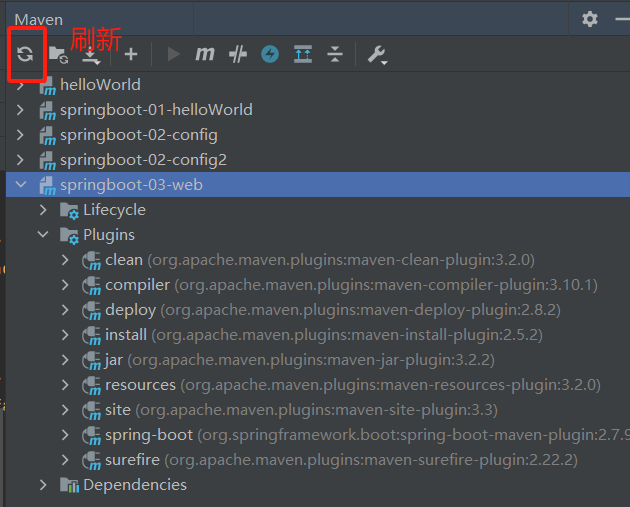 Maven
刷新
m
helloWorld
springboot-01-helloWorld
springboot-02-config
springboot-02-config2
springboot-03-web
Lifecycle
Plugins
clean (org.apache.maven.plugins:maven-clean-plugin:3.2.0)
compiler (org.apache.maven.plugins:maven-compiler-plugin:3.10.1)
deploy (org.apache.maven.plugins:maven-deploy-plugin:2.8.2)
install (org.apache.maven.plugins:maven-install-plugin:2.5.2)
jar (org.apache.maven.plugins:maven-jar-plugin:3.2.2)
resources (org.apache.maven.plugins:maven-resources-plugin:3.2.0)
site (org.apache.maven.plugins:maven-site-plugin:3.3)
spring-boot (org.springframework.boot:spring-boot-maven-plugin:2.7.9
surefire (org.apache.maven.plugins:maven-surefire-plugin:2.22.2)
Dependencies